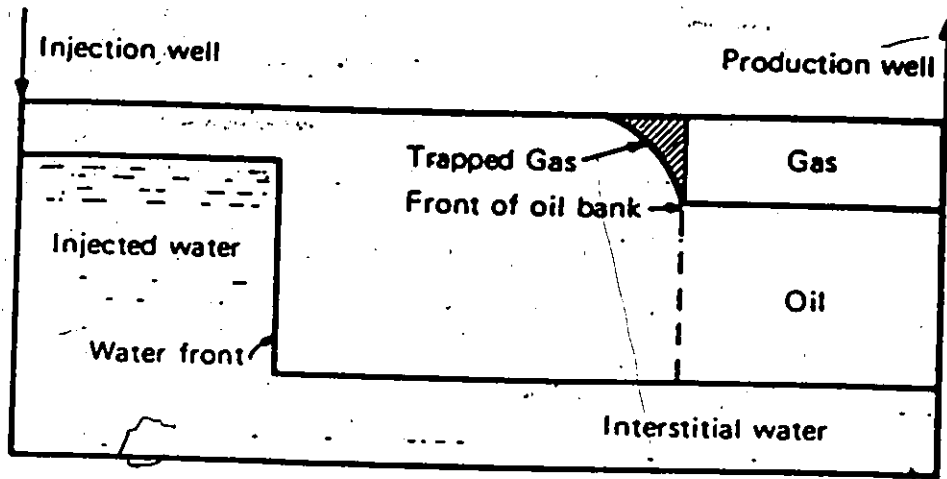 Injection well
Production well
Trapped Gas
Gas
Front of oil bank
Injected water
Oil
Water front
Interstitial water